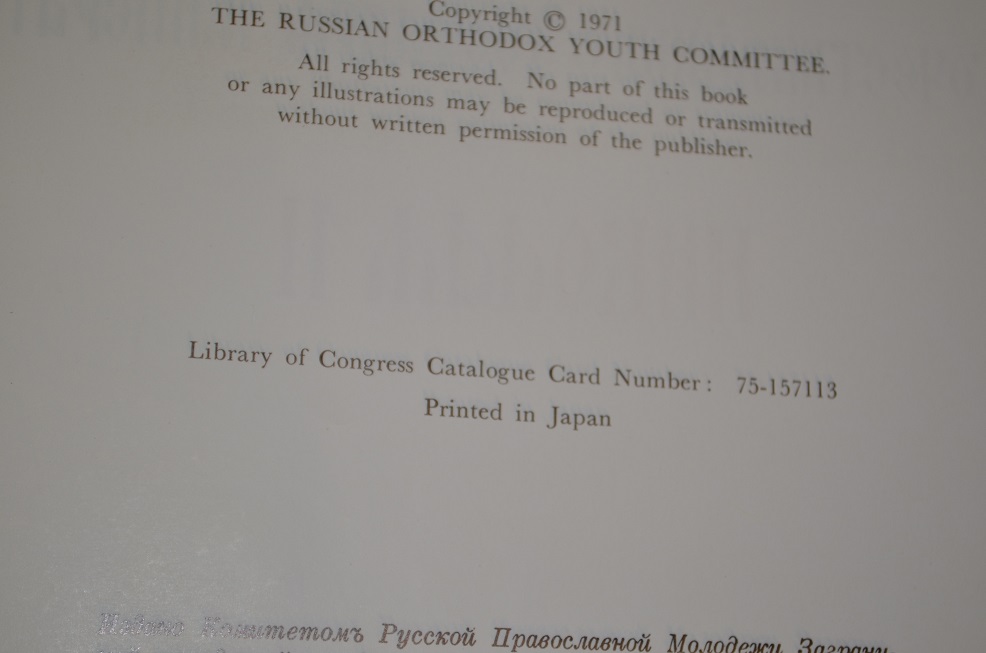 Copyright © 1971
THE RUSSIAN ORTHODOX YOUTH COMMITTEE.
All rights reserved. No part of this book
or any illustrations may be reproduced or transmitted
without written permission of the publisher.
Library of Congress Catalogue Card Number: 75-157113
Printed in Japan
Комитетомъ Русской Православной Молодежи